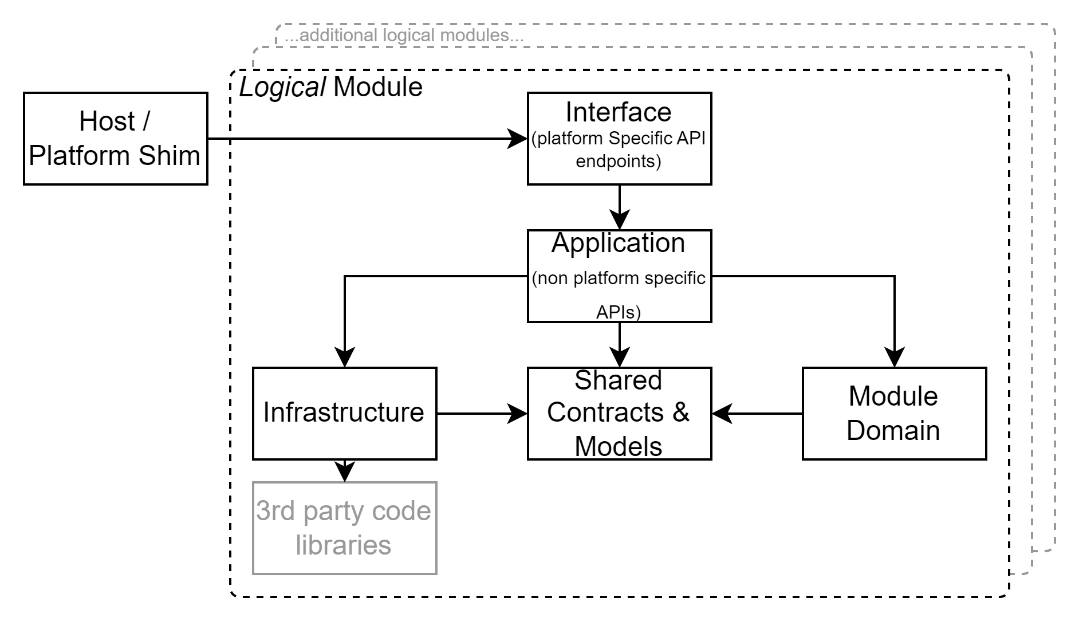 ...additional logical modules...
Logical Module
Host /
Platform Shim
Interface
(platform Specific API
endpoints)
Application
(non platform specific
APIs)
Infrastructure
Shared
Contracts &
Models
Module
Domain
3rd party code
libraries